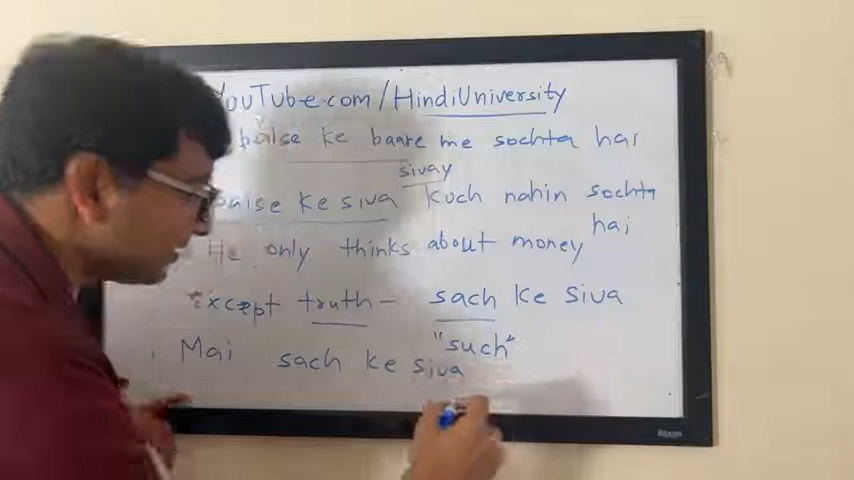 YouTube.com/HindiUniversity
paise ke baare me sochta hai
sivay
paise ke siva kuch nahin sochta
hai
He only thinks about money
Except truth - sach ke siva
"such"
Mai sach ke siva